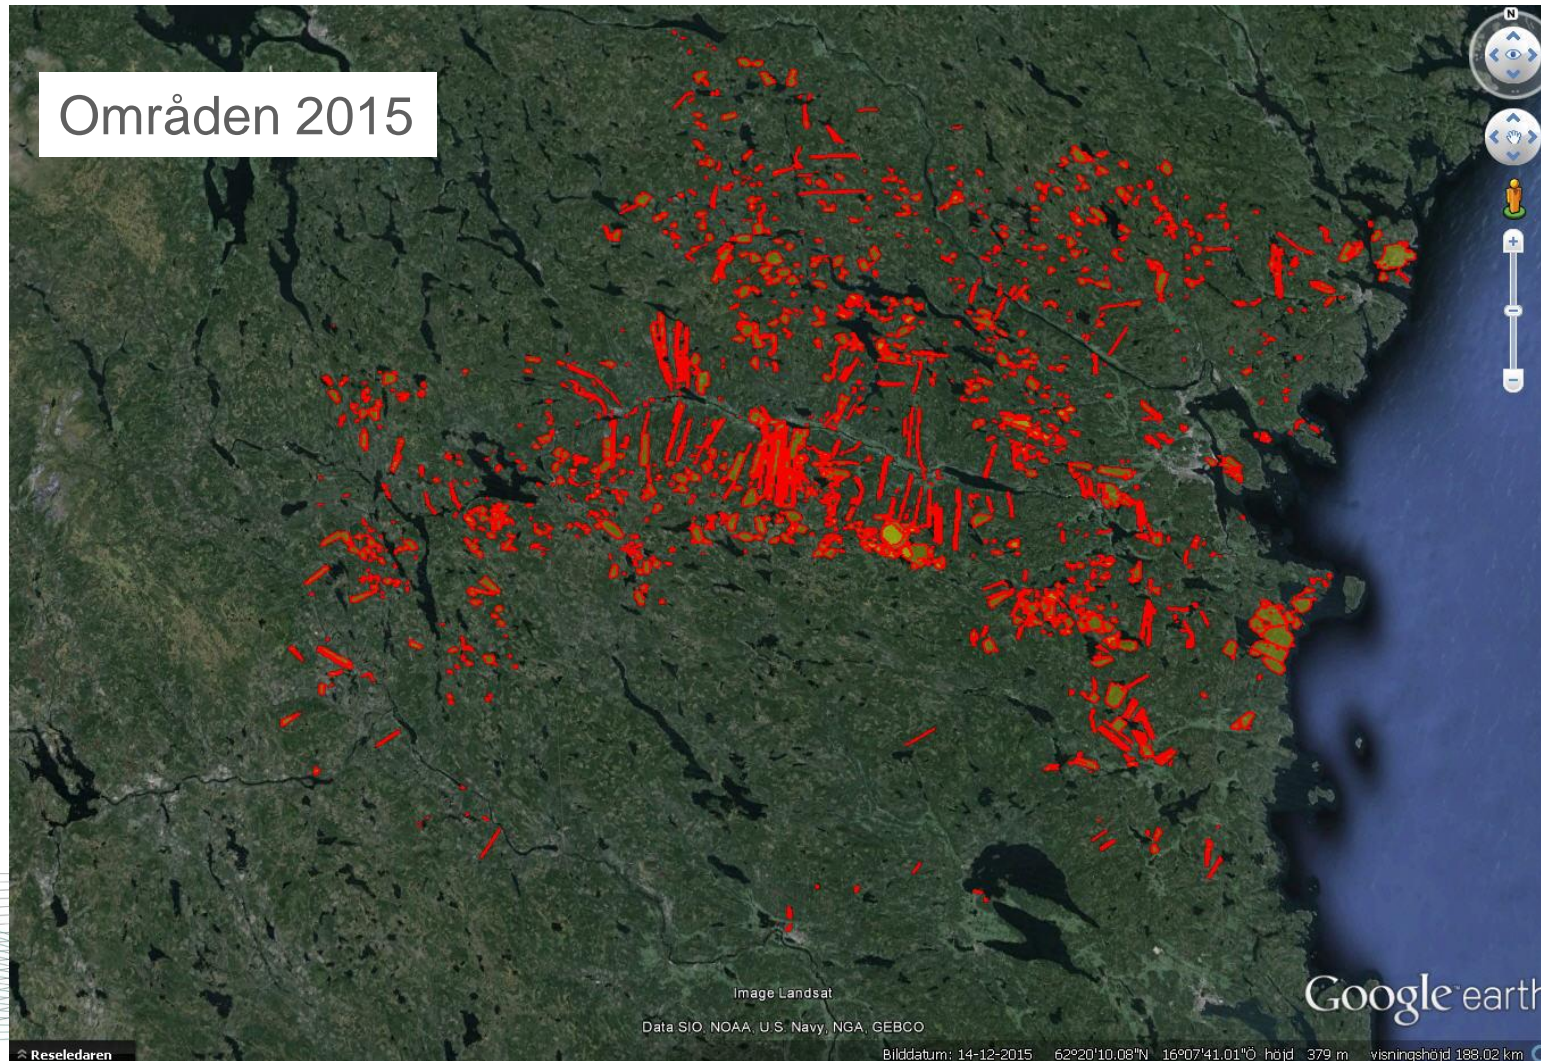 N
Områden 2015
Image Landsat
Google earth
Data SIO, NOAA, U.S. Navy, NGA, GEBCO
Reseledaren
Bilddatum: 14-12-2015 62°20'10.08"N 16°07'41.01"Ö höjd 379 m visningshöjd 188.02 km